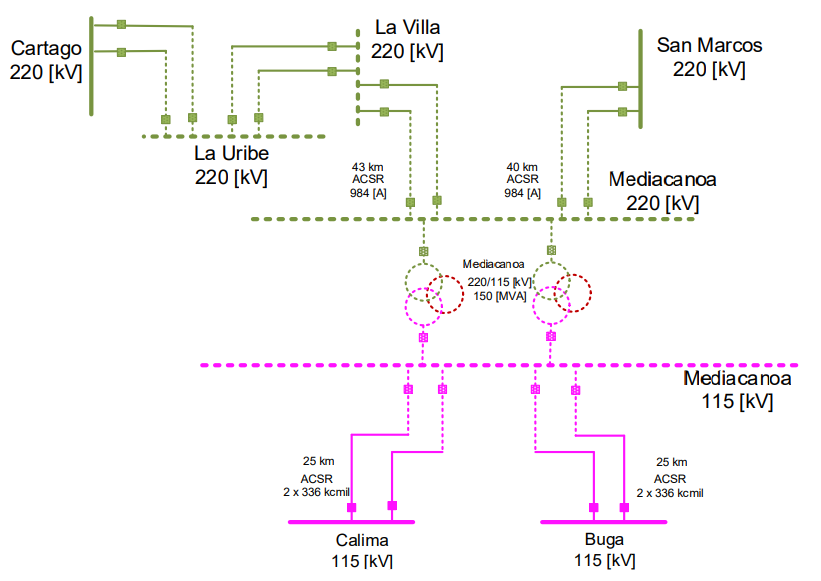 La Villa
220 [kV]
Cartago
220 [kV]
San Marcos
220 [kV]
La Uribe
220 [kV]
43 km
ACSR
984 [A]
40 km
ACSR
984 [A]
Mediacanoa
220 [kV]
Mediacanoa
220/115 [kV]
150 [MVA]
Mediacanoa
115 [kV]
25 km
ACSR
2 x 336 kcmil
25 km
ACSR
2 x 336 kcmil
Calima
115 [kV]
Buga
115 [kV]